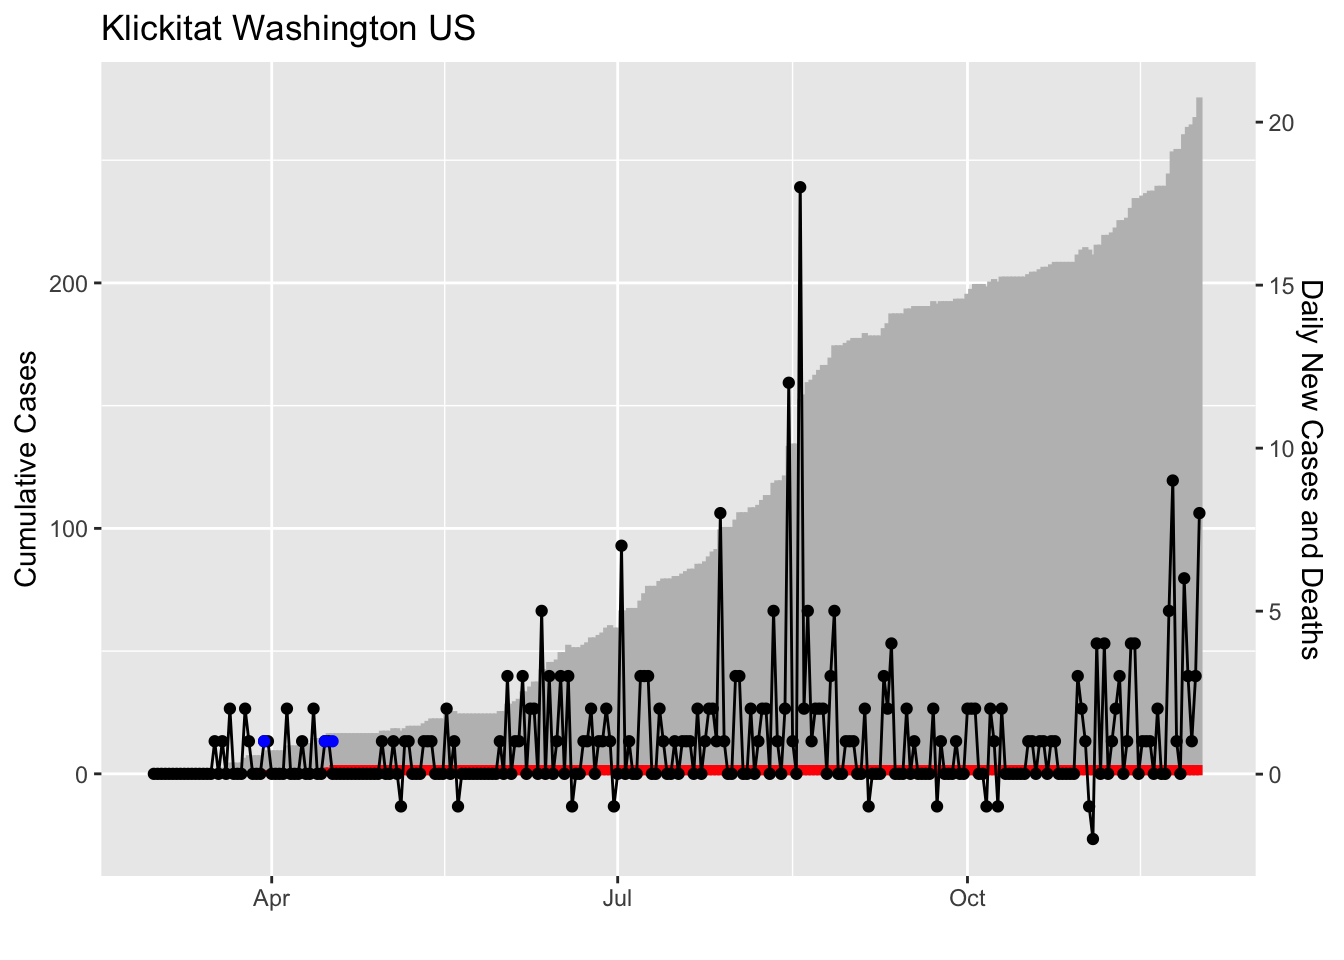 Klickitat Washington US
Cumulative Cases
200
100
0
20
15
10
5
0
Daily New Cases and Deaths
Apr
Jul
Oct